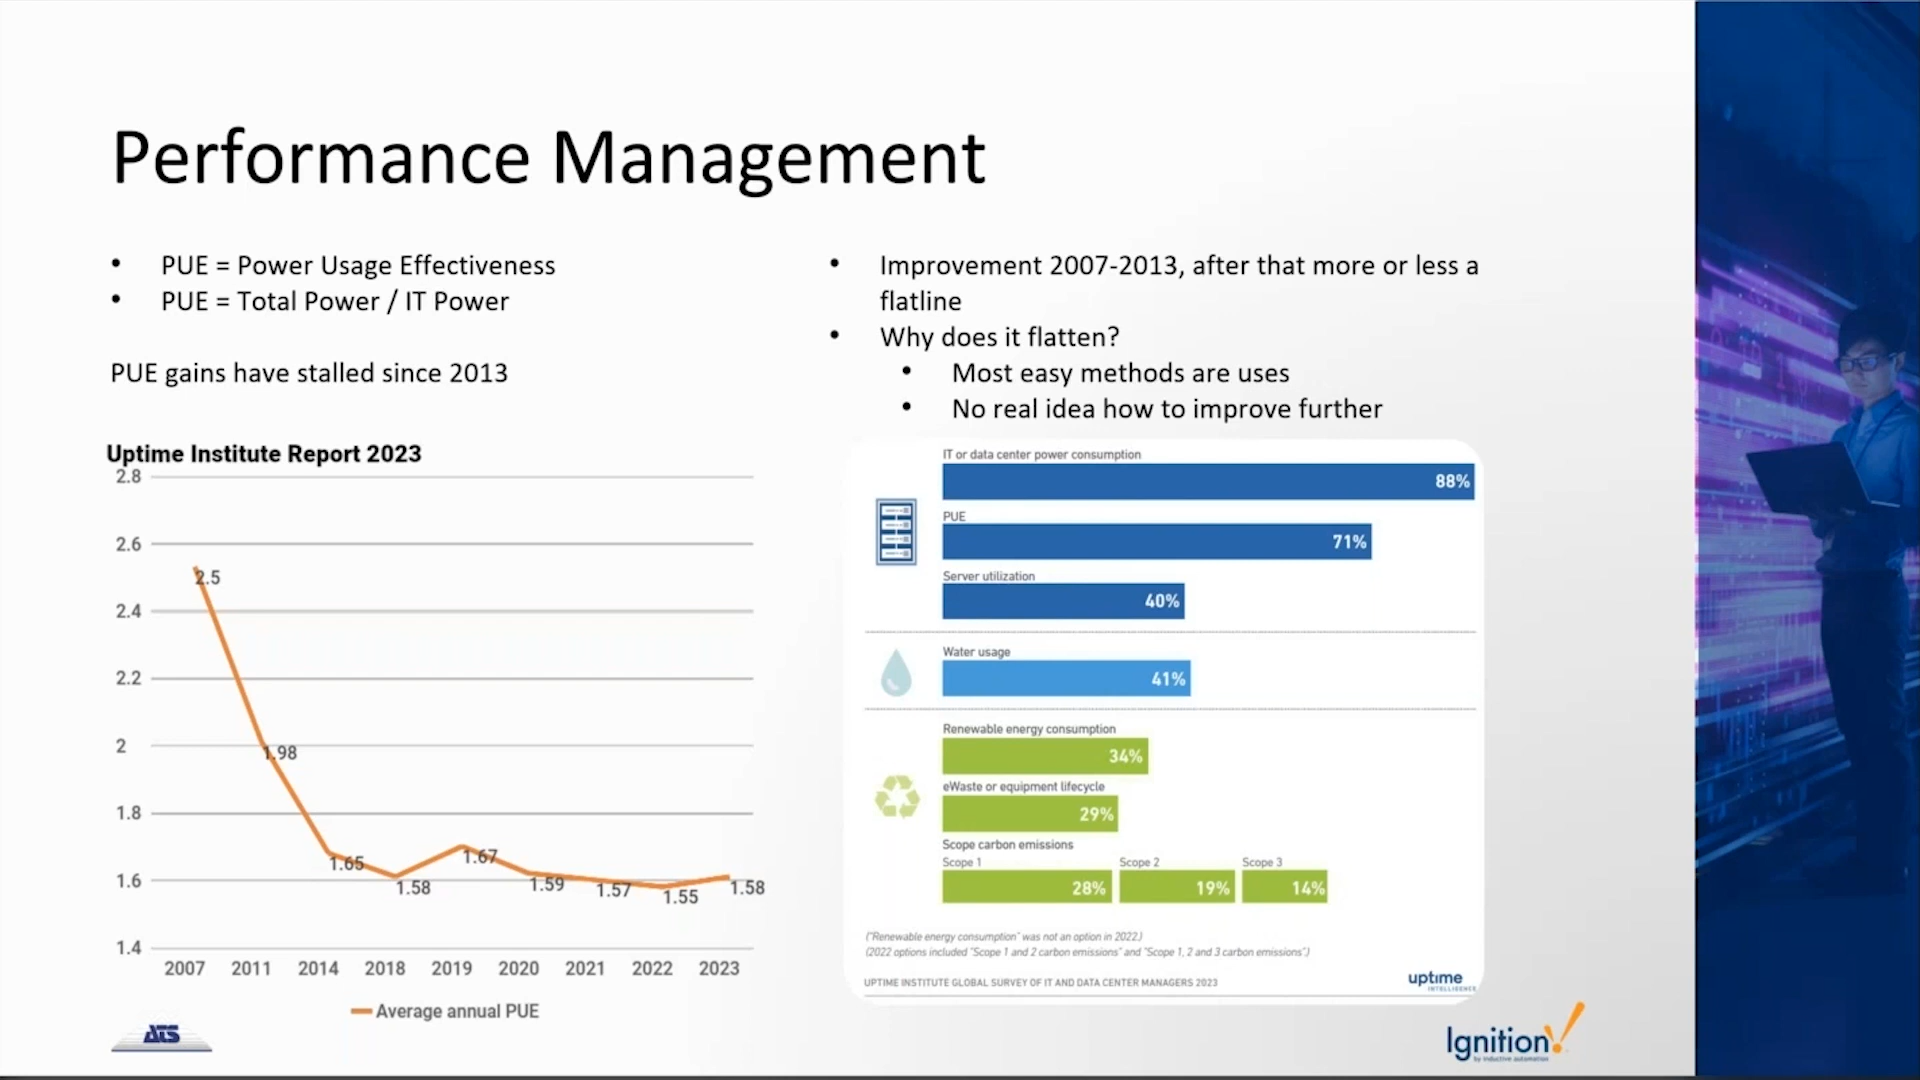 Performance Management
• PUE = Power Usage Effectiveness
• PUE = Total Power / IT Power
PUE gains have stalled since 2013
• Improvement 2007-2013, after that more or less a
flatline
• Why does it flatten?
• Most easy methods are uses
• No real idea how to improve further
Uptime Institute Report 2023
2.8
2.6
2.4
2.2
2
1.8
1.6
1.4
2.5
1.98
1.65
1.58
1.67
1.59
1.57
1.55
1.58
2007 2011 2014 2018 2019 2020 2021 2022 2023
Average annual PUE
IT or data center power consumption
88%
PUE
71%
Server utilization
40%
Water usage
41%
Renewable energy consumption
34%
eWaste or equipment lifecycle
29%
Scope carbon emissions
Scope 1 Scope 2 Scope 3
28% 19% 14%
("Renewable energy consumption" was not an option in 2022.)
(2022 options included "Scope 1 and 2 carbon emissions" and "Scope 1, 2 and 3 carbon emissions".)
UPTIME INSTITUTE GLOBAL SURVEY OF IT AND DATA CENTER MANAGERS 2023
uptime
INTELLIGENCE
ATS
Ignition!
by inductive automation